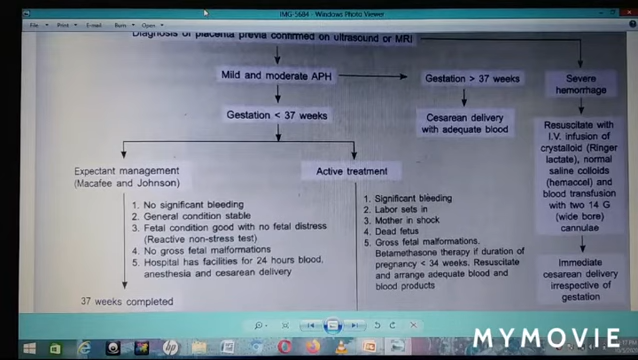 IMG-5684 - Windows Photo Viewer
File Print E-mail Burn Open
Diagnosis of placenta previa confirmed on ultrasound or MRI
Mild and moderate APH
Gestation > 37 weeks
Severe
hemorrhage
Gestation < 37 weeks
Cesarean delivery
with adequate blood
Resuscitate with
I.V. infusion of
crystalloid (Ringer
lactate), normal
saline colloids
(hemaccel) and
blood transfusion
with two 14 G
(wide bore)
cannulae
Expectant management
(Macafee and Johnson)
Active treatment
1. No significant bleeding
2. General condition stable
3. Fetal condition good with no fetal distress
(Reactive non-stress test)
4. No gross fetal malformations
5. Hospital has facilities for 24 hours blood,
anesthesia and cesarean delivery
1. Significant bleeding
2. Labor sets in
3. Mother in shock
4. Dead fetus
5. Gross fetal malformations.
Betamethasone therapy if duration of
pregnancy < 34 weeks. Resuscitate
and arrange adequate blood and
blood products
Immediate
cesarean delivery
irrespective of
gestation
37 weeks completed
MYMOVIE